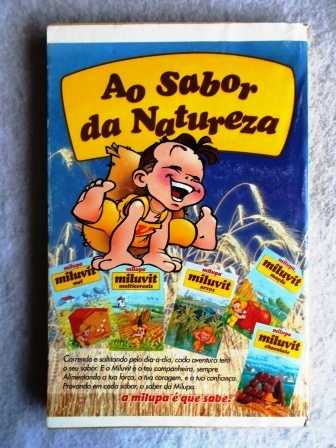 Ao Sabor
da Natureza
milupa
miluvit
mel
milupa
miluvit
multicereais
milupa
miluvit
arroz
milupa
miluvit
milupa
miluvit
chocolate
Correndo e saltitando pelo dia-a-dia, cada aventura tem
o seu sabor. E o Miluvit é o teu companheiro, sempre.
Alimentando a tua força, a tua coragem, e a tua confiança.
Provando em cada sabor, o saber da Milupa.
a milupa é que sabe.